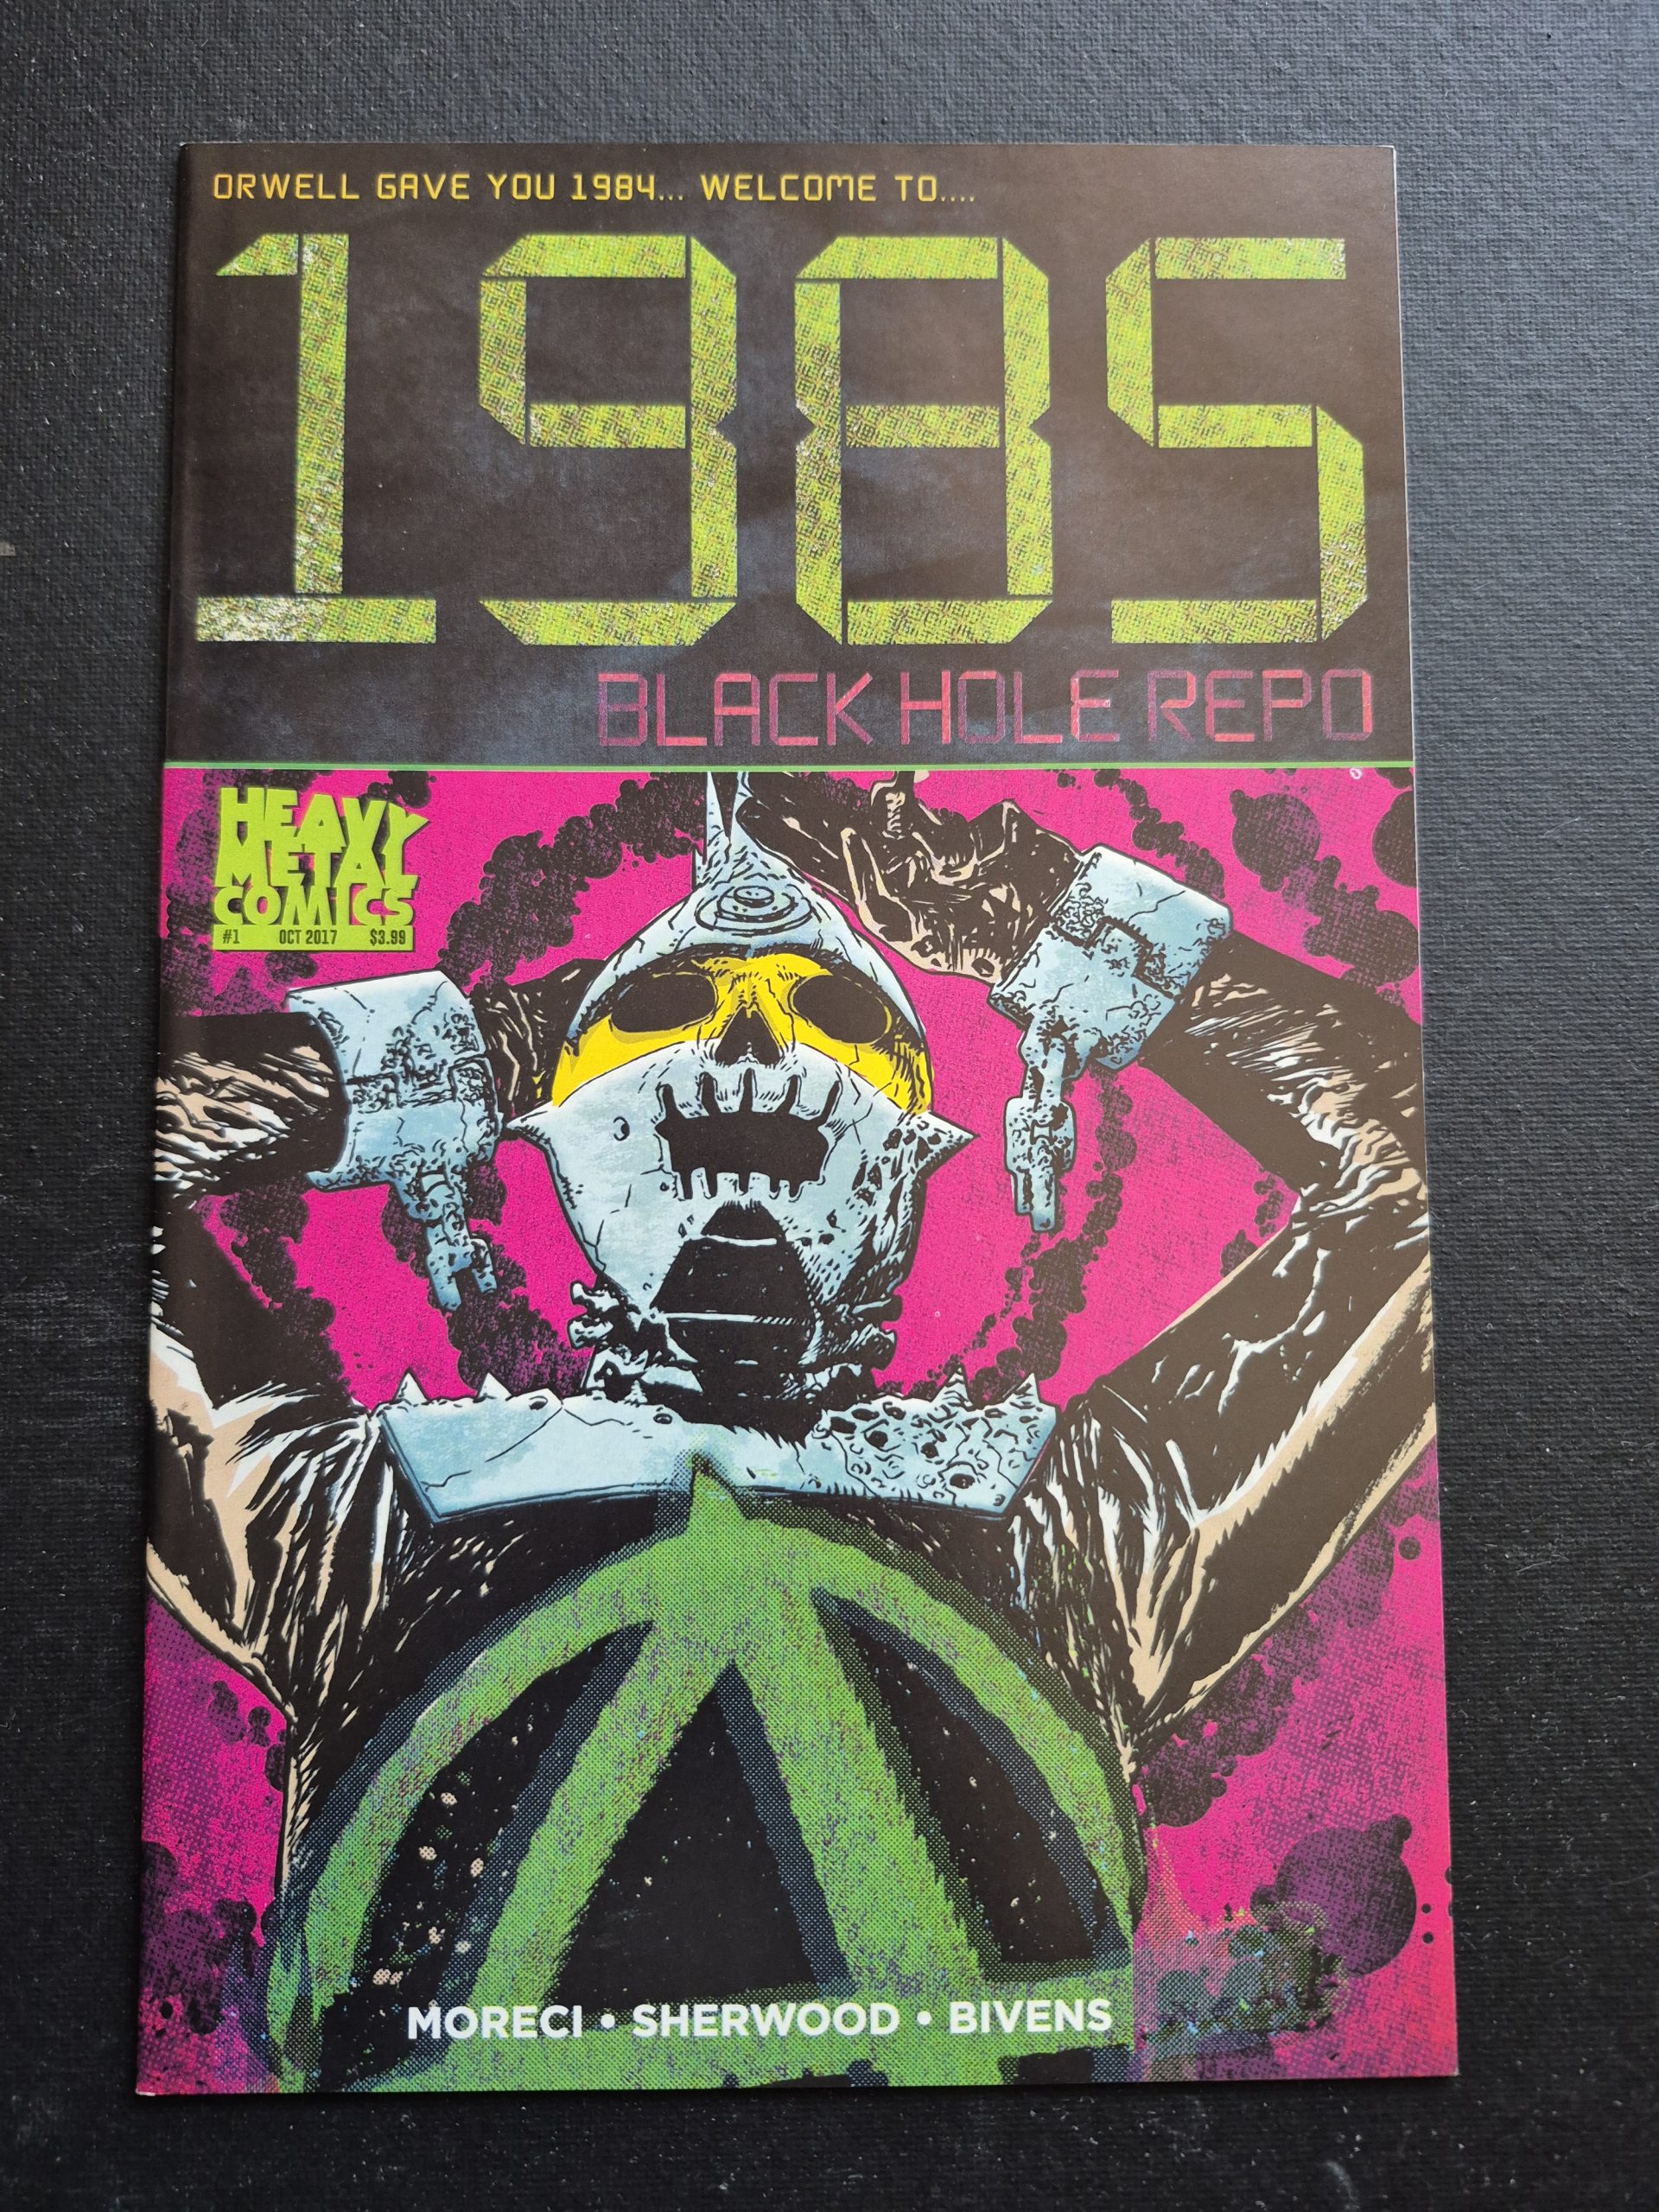 ORWELL GAVE YOU 1984... WELCOME TO....
1985
BLACK HOLE REPO
HEAVY
METAL
COMICS
#1 OCT 2017 $3.99
MORECI • SHERWOOD • BIVENS